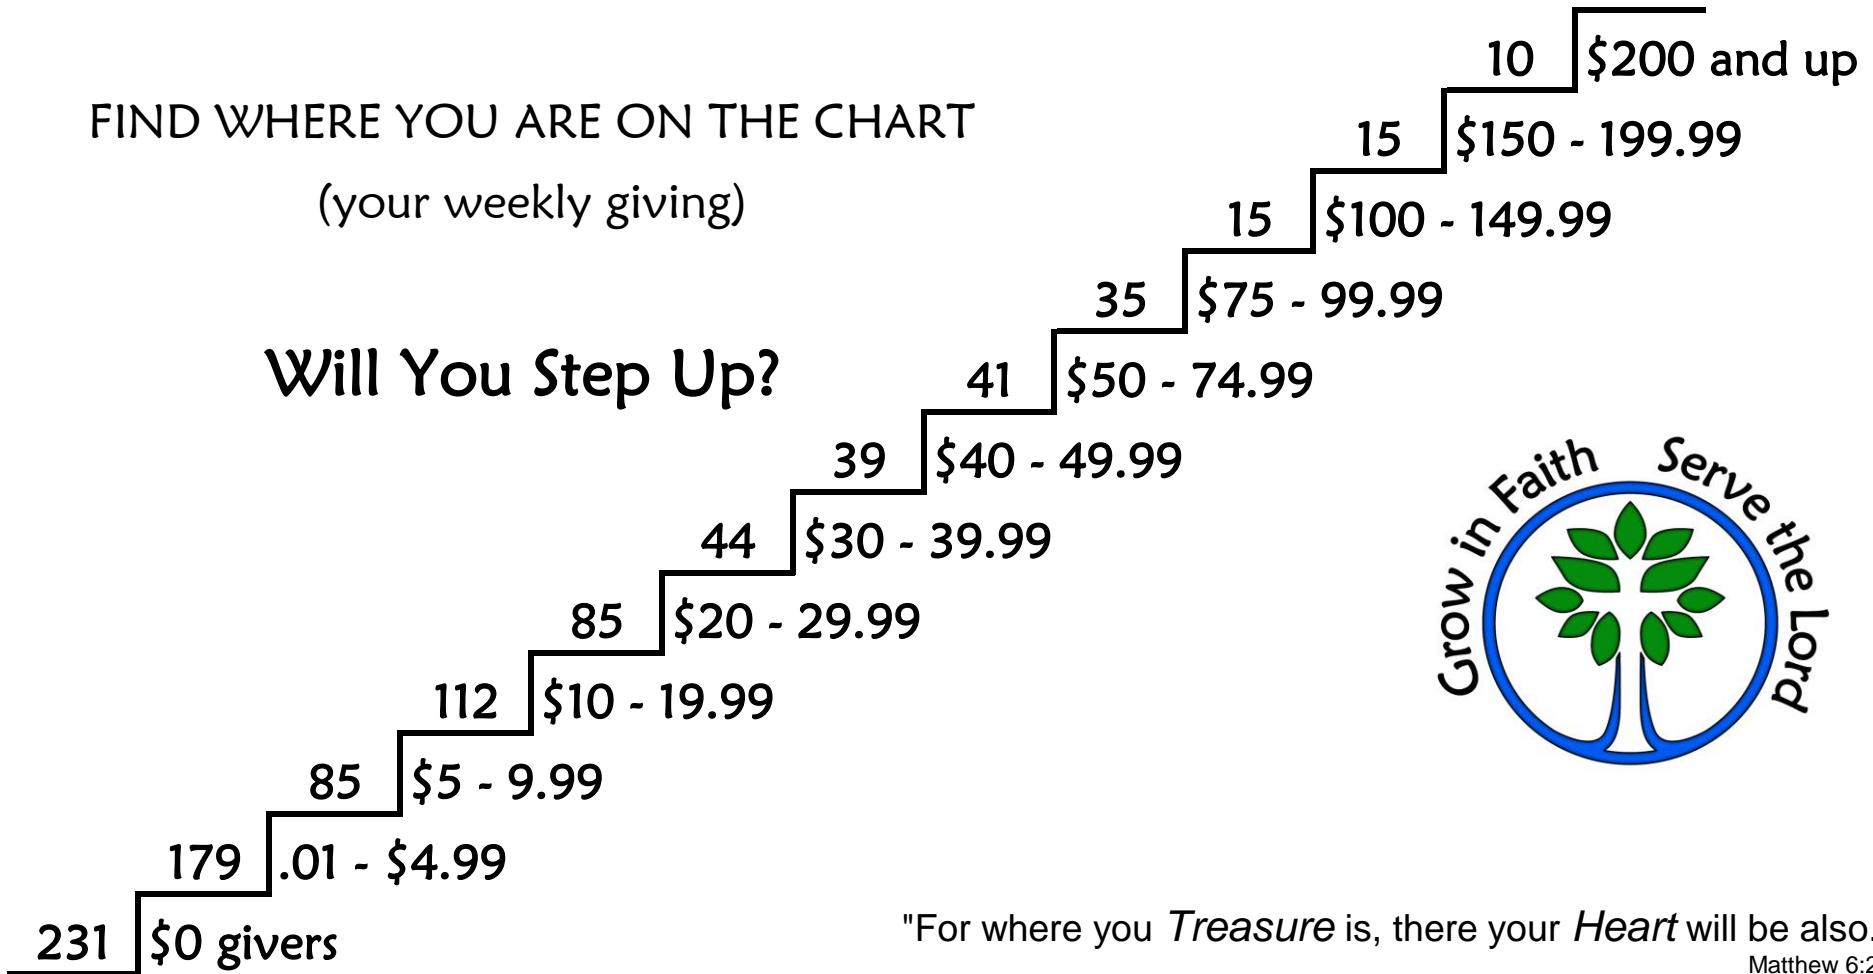 10 $200 and up
FIND WHERE YOU ARE ON THE CHART
15 $150 - 199.99
(your weekly giving)
15 $100 - 149.99
35 $75 - 99.99
Will You Step Up?
41 $50 - 74.99
39 $40 - 49.99
44 $30 - 39.99
85 $20 - 29.99
112 $10 - 19.99
85 $5 - 9.99
179 .01 - $4.99
231 $0 givers
Grow in Faith Serve the Lord
"For where you Treasure is, there your Heart will be also.
Matthew 6:2